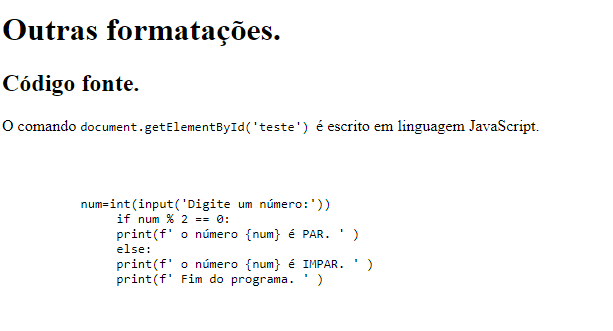 Outras formatações.
Código fonte.
O comando document.getElementById('teste') é escrito em linguagem JavaScript.
num=int(input('Digite um número:'))
if num % 2 == 0:
print(f' o número {num} é PAR. ' )
else:
print(f' o número {num} é IMPAR. ' )
print(f' Fim do programa. ' )